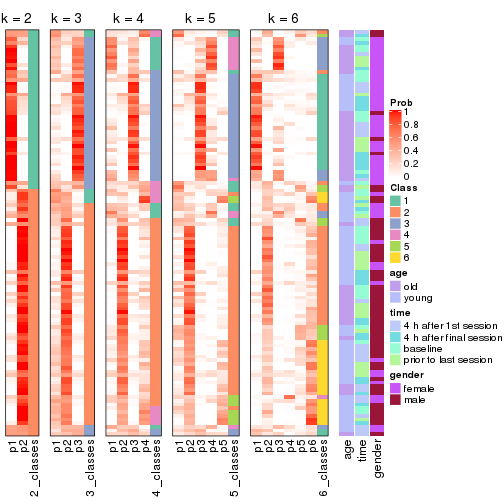 k = 2 k = 3 k = 4 k = 5 k = 6
Prob
1
0.8
0.6
0.4
0.2
0
Class
1
2
3
4
5
6
age
old
young
time
4 h after 1st session
4 h after final session
baseline
prior to last session
gender
female
male
p1 p2 2_classes p1 p2 p3 3_classes p1 p2 p3 p4 4_classes p1 p2 p3 p4 p5 5_classes p1 p2 p3 p4 p5 p6 6_classes age time gender